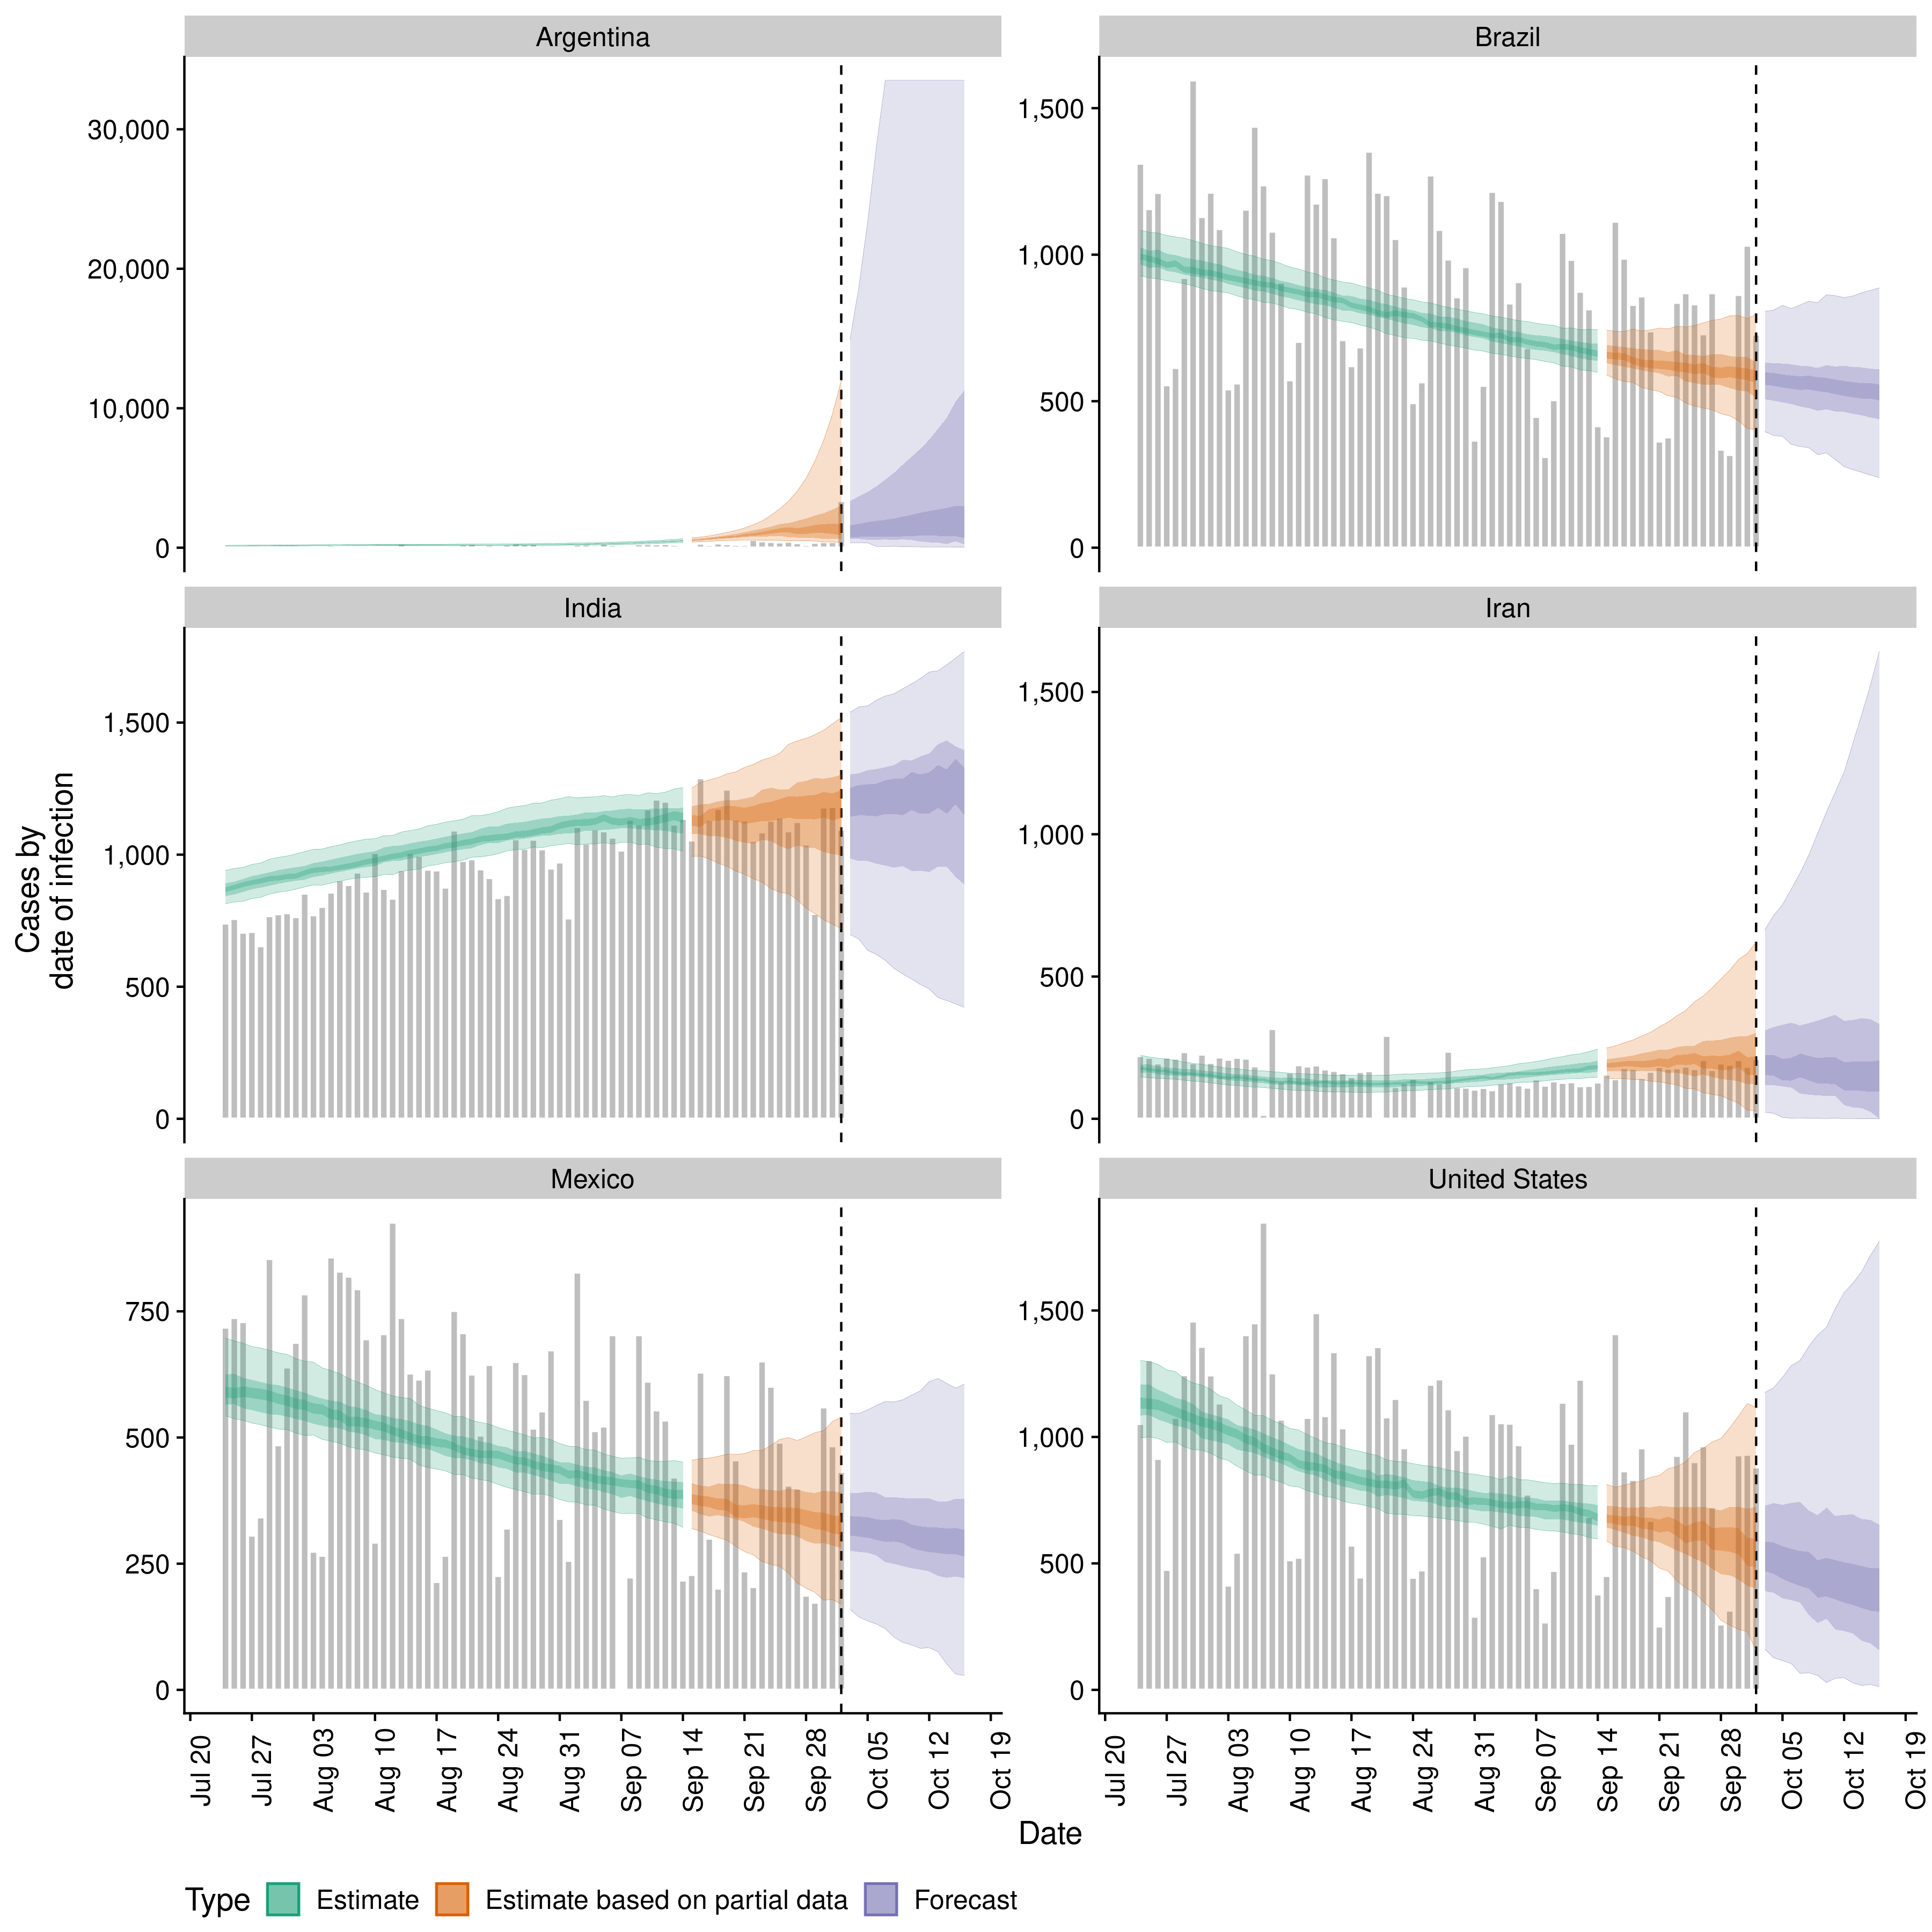 Argentina
Brazil
30,000
20,000
10,000
0
1,500
1,000
500
0
India
Iran
1,500
1,000
500
0
1,500
1,000
500
0
Cases by
date of infection
Mexico
United States
750
500
250
0
1,500
1,000
500
0
Jul 20
Jul 27
Aug 03
Aug 10
Aug 17
Aug 24
Aug 31
Sep 07
Sep 14
Sep 21
Sep 28
Oct 05
Oct 12
Oct 19
Jul 20
Jul 27
Aug 03
Aug 10
Aug 17
Aug 24
Aug 31
Sep 07
Sep 14
Sep 21
Sep 28
Oct 05
Oct 12
Oct 19
Date
Type Estimate Estimate based on partial data Forecast